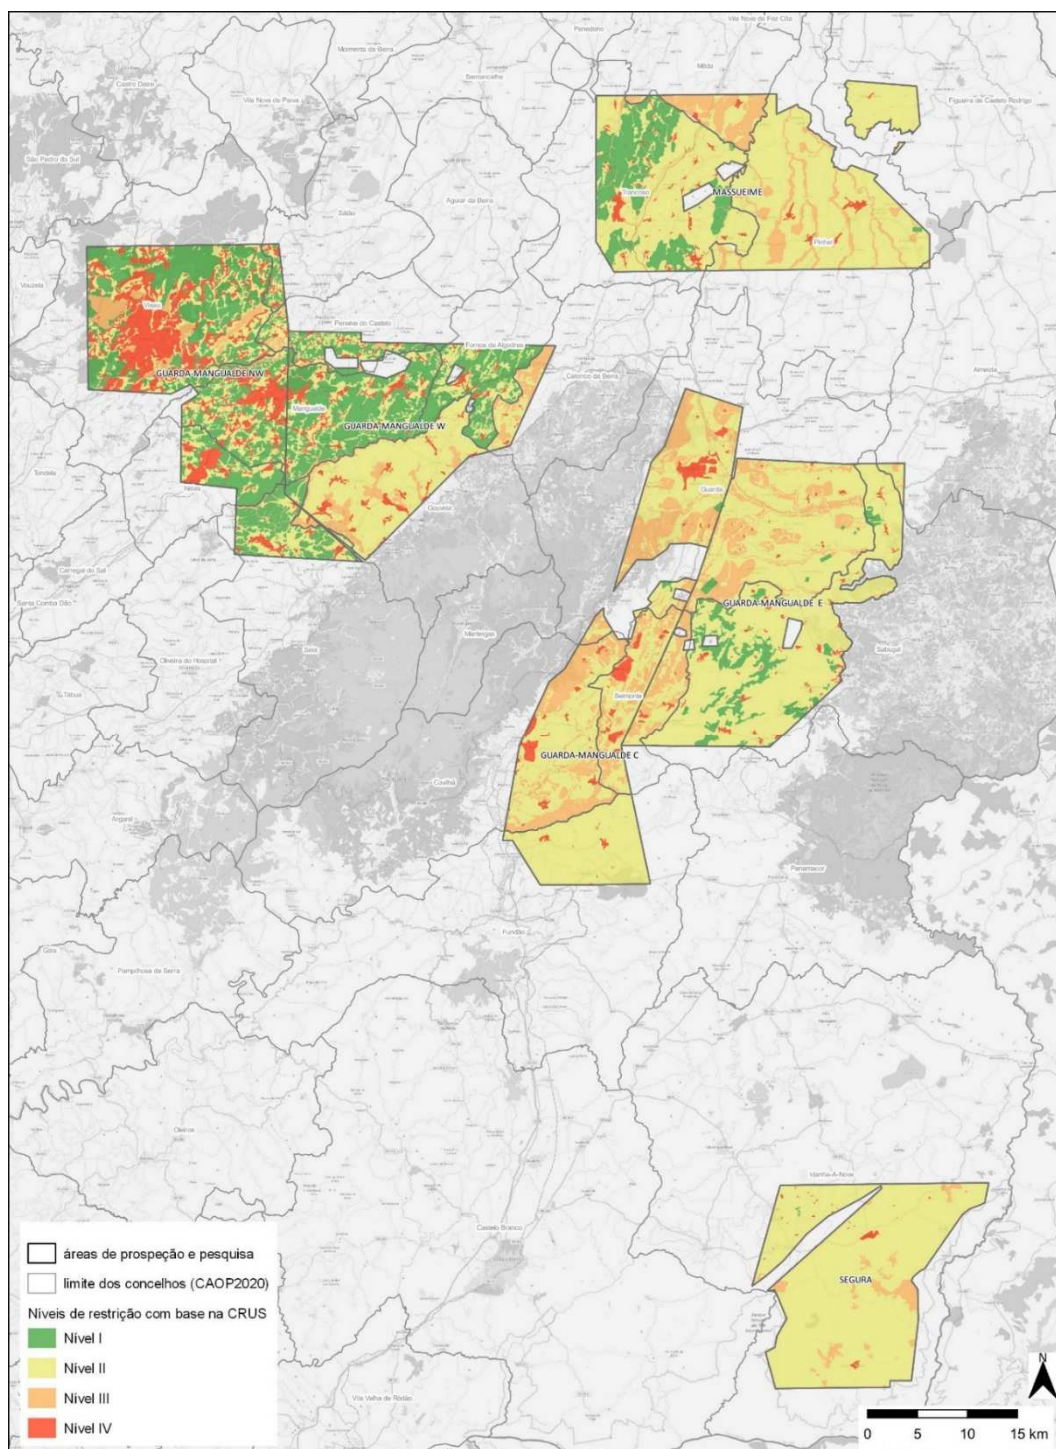 Vila Nova de Foz Côa
Penedono
Moimenta da Beira
Mêda
Sernancelhe
Castro Daire
Vila Nova de Paiva
Figueira de Castelo Rodrigo
São Pedro do Sul
Trancoso
MASSUEIME
Aguiar da Beira
Sátão
Pinhel
Vouzela
Viseu
Penalva do Castelo
Fornos de Algodres
GUARDA-MANGUALDE NW
Celorico da Beira
Almeida
Mangualde
GUARDA-MANGUALDE W
Tondela
Nelas
Guarda
Gouveia
Carregal do Sal
Santa Comba Dão
GUARDA-MANGUALDE E
Manteigas
Seia
Sabugal
Oliveira do Hospital
Tábua
Belmonte
GUARDA-MANGUALDE C
Covilhã
Arganil
Penamacor
Fundão
Góis
Pampilhosa da Serra
Oleiros
Idanha-A-Nova
Castelo Branco
SEGURA
Vila Velha de Ródão
áreas de prospeção e pesquisa
limite dos concelhos (CAOP2020)
Níveis de restrição com base na CRUS
Nível I
Nível II
Nível III
Nível IV
N
0 5 10 15 km